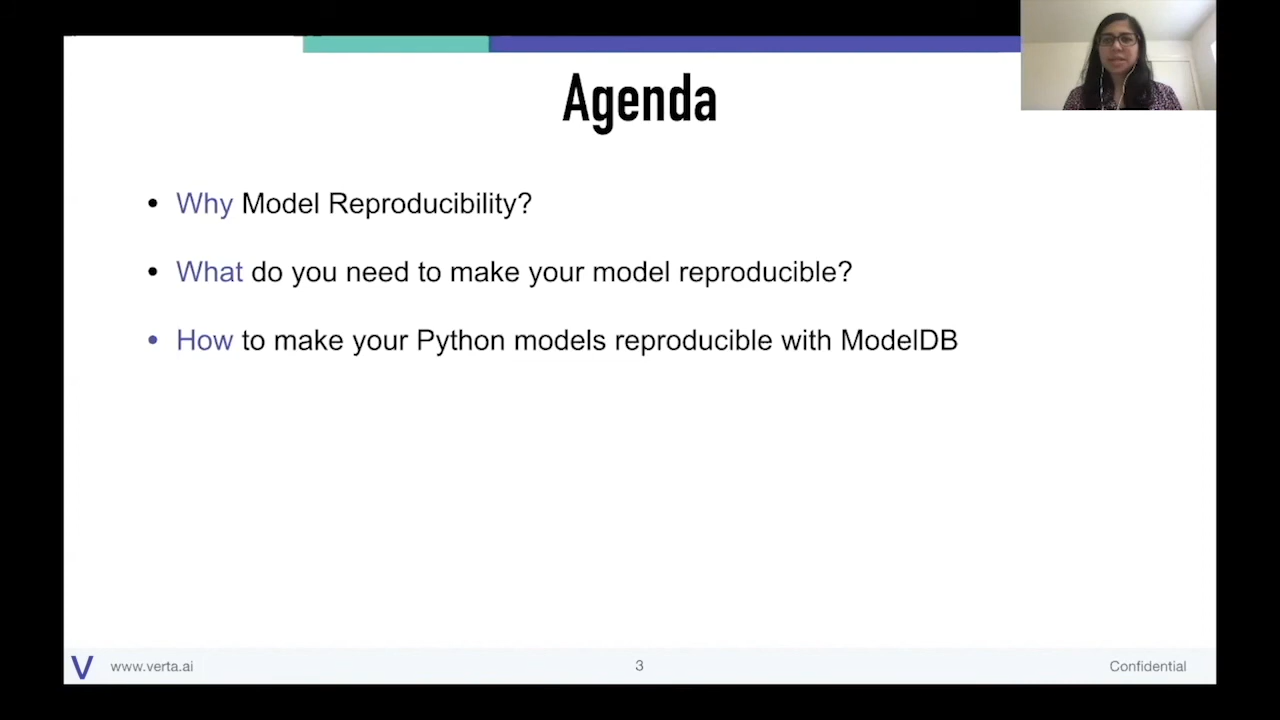 Agenda
• Why Model Reproducibility?
• What do you need to make your model reproducible?
• How to make your Python models reproducible with ModelDB
V www.verta.ai 3 Confidential